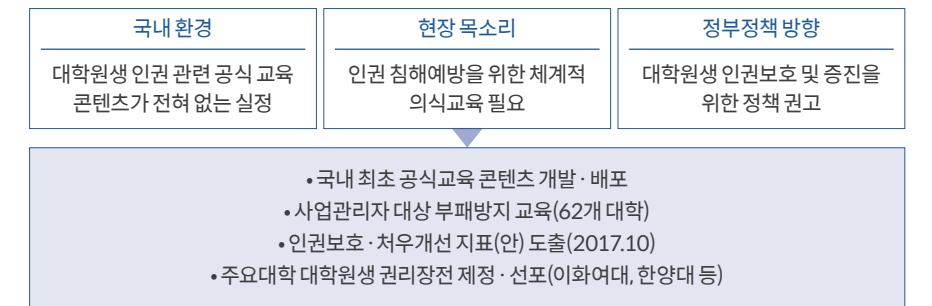 국내 환경
대학원생 인권 관련 공식 교육
콘텐츠가 전혀 없는 실정
현장 목소리
인권 침해예방을 위한 체계적
의식교육 필요
정부정책 방향
대학원생 인권보호 및 증진을
위한 정책 권고
• 국내 최초 공식교육 콘텐츠 개발 · 배포
• 사업관리자 대상 부패방지 교육(62개 대학)
• 인권보호 · 처우개선 지표(안) 도출(2017.10)
• 주요대학 대학원생 권리장전 제정 · 선포(이화여대, 한양대 등)